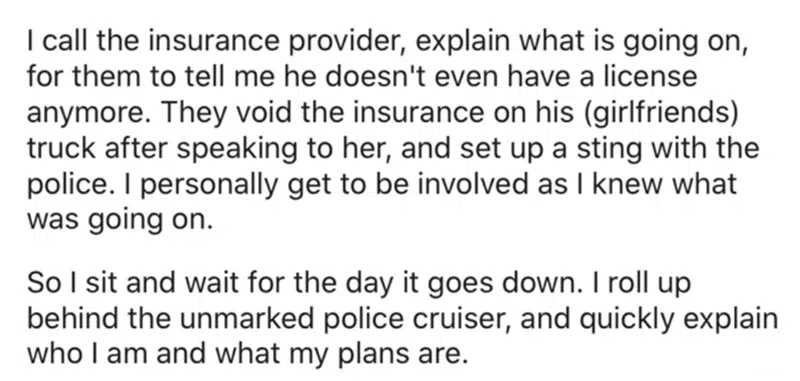 I call the insurance provider, explain what is going on,
for them to tell me he doesn't even have a license
anymore. They void the insurance on his (girlfriends)
truck after speaking to her, and set up a sting with the
police. I personally get to be involved as I knew what
was going on.
So I sit and wait for the day it goes down. I roll up
behind the unmarked police cruiser, and quickly explain
who I am and what my plans are.